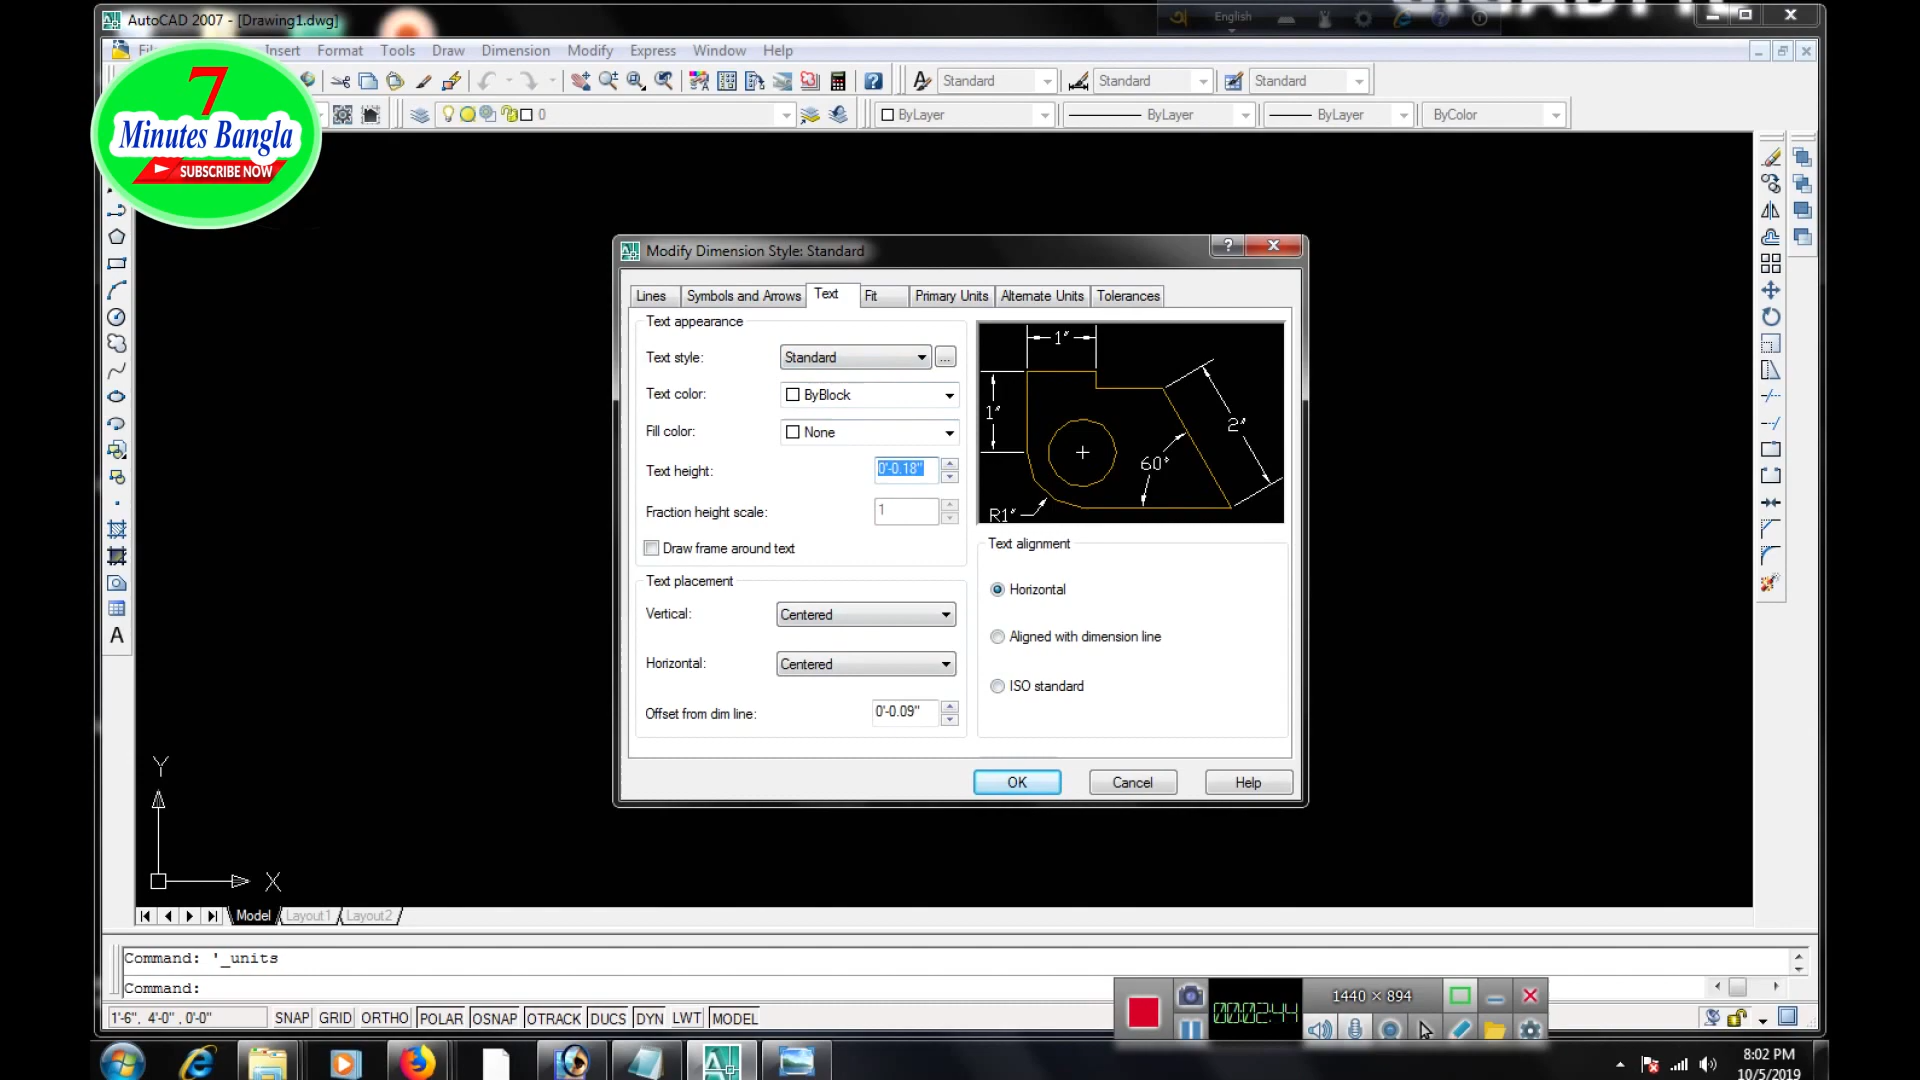 AutoCAD 2007 - [Drawing1.dwg]
English
Insert Format Tools Draw Dimension Modify Express Window Help
Standard Standard Standard
0 ByLayer ByLayer ByLayer ByColor
7
Minutes Bangla
SUBSCRIBE NOW
Modify Dimension Style: Standard
Lines Symbols and Arrows Text Fit Primary Units Alternate Units Tolerances
Text appearance
Text style: Standard ...
Text color: ByBlock
Fill color: None
Text height: 0'-0.18"
Fraction height scale: 1
Draw frame around text
Text placement
Vertical: Centered
Horizontal: Centered
Offset from dim line: 0'-0.09"
1"
1"
2"
60°
R1"
Text alignment
Horizontal
Aligned with dimension line
ISO standard
OK Cancel Help
Y
X
Model Layout1 Layout2
Command: '_units
Command:
1'-6", 4'-0" , 0'-0" SNAP GRID ORTHO POLAR OSNAP OTRACK DUCS DYN LWT MODEL
1440 × 894
00:02:44
A
8:02 PM
10/5/2019